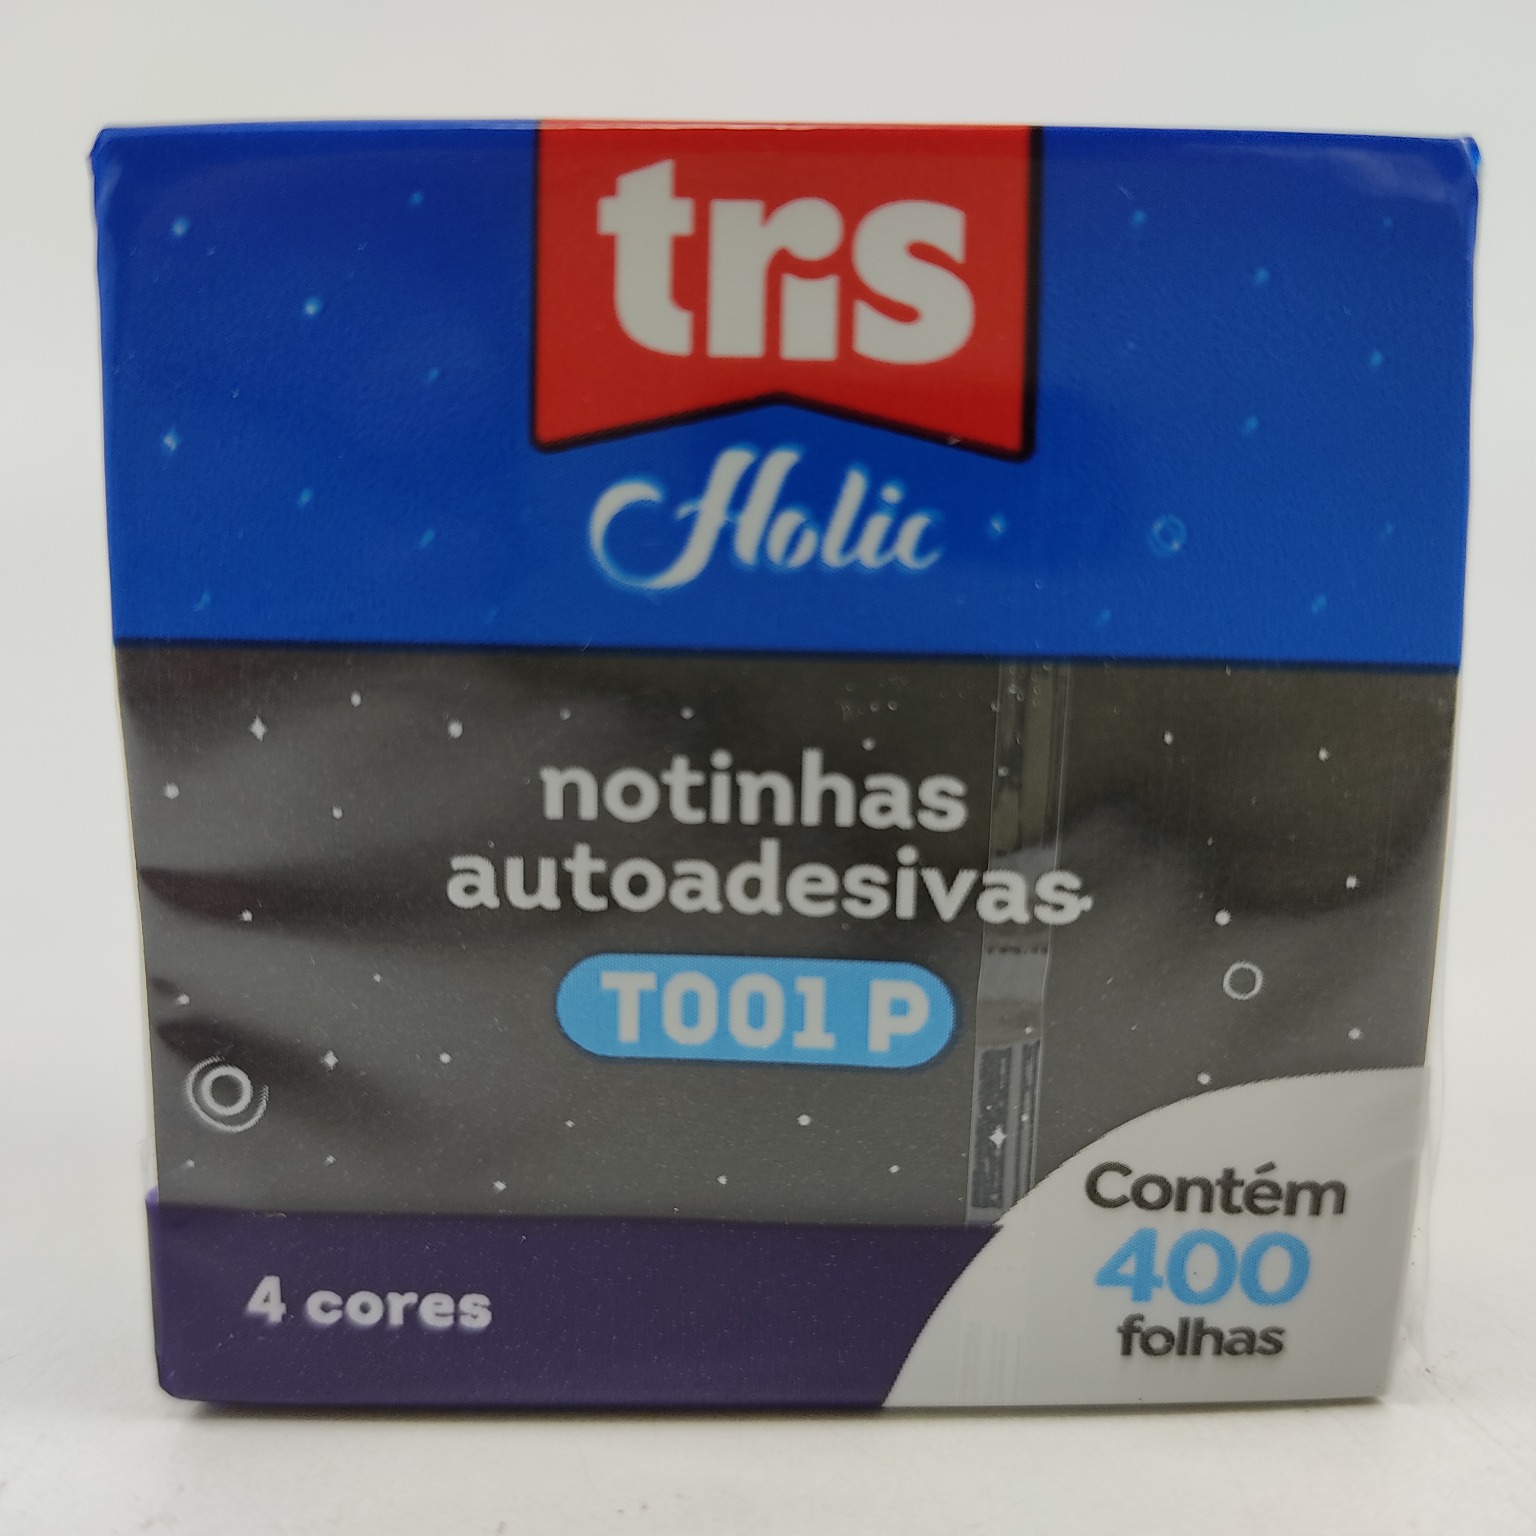 tris
Holic
notinhas
autoadesivas
T001 P
4 cores
Contém
400
folhas